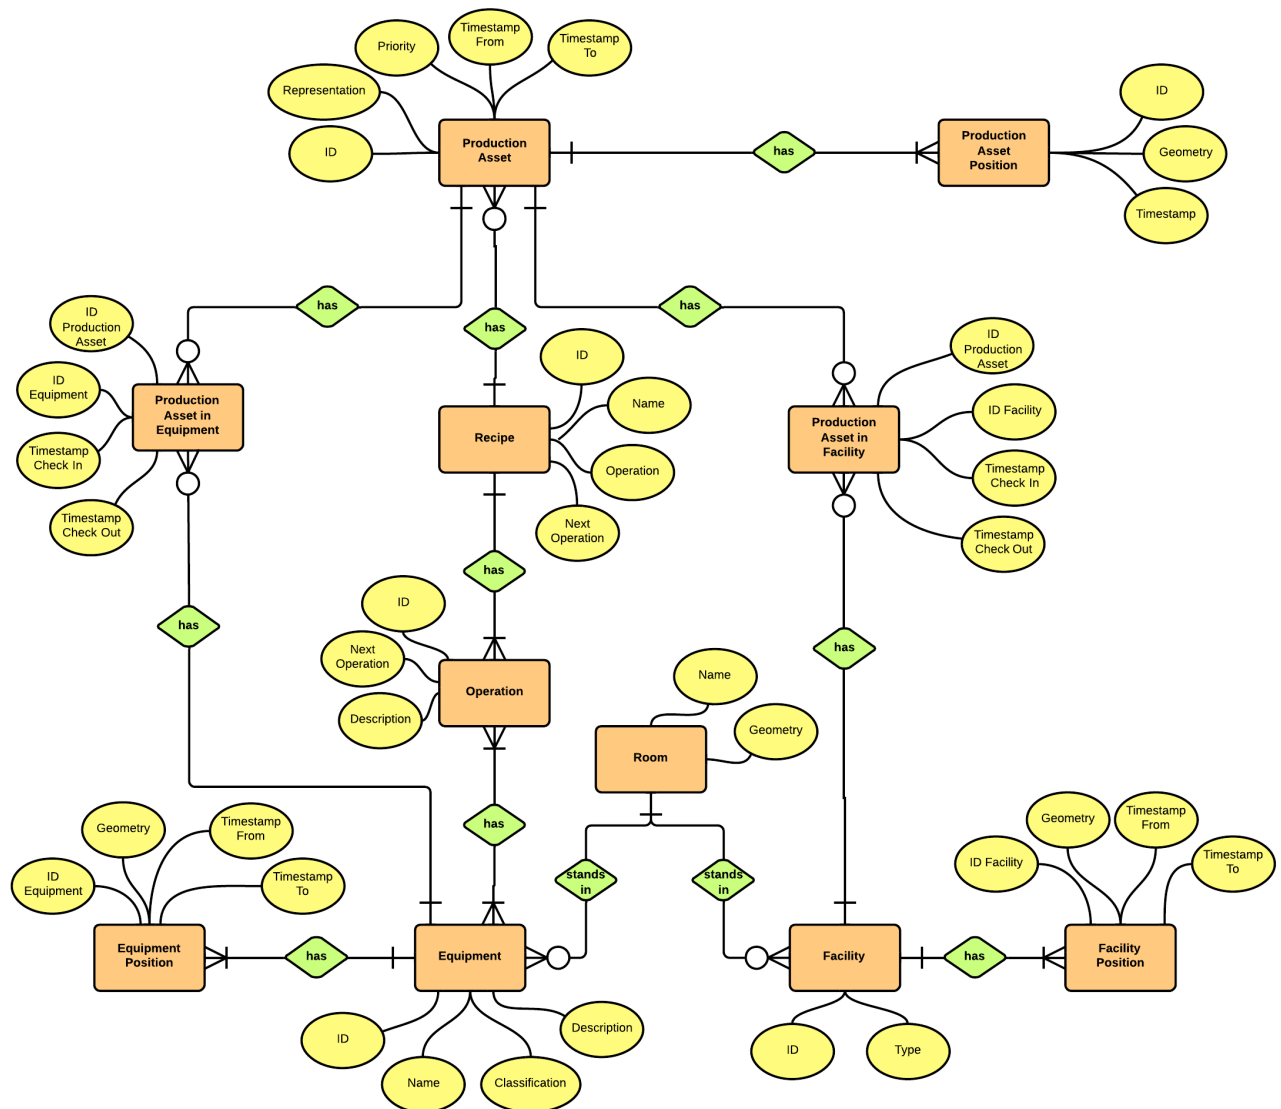 Timestamp
From
Priority
Timestamp
To
Representation
ID
ID
Production
Asset
has
Production
Asset
Position
Geometry
Timestamp
has
has
has
ID
Production
Asset
ID
Production
Asset
ID
ID
Equipment
Name
ID Facility
Production
Asset in
Equipment
Recipe
Production
Asset in
Facility
Timestamp
Check In
Operation
Timestamp
Check In
Timestamp
Check Out
Next
Operation
Timestamp
Check Out
has
ID
has
has
Next
Operation
Operation
Name
Description
Geometry
Room
Geometry
Timestamp
From
has
Geometry
Timestamp
From
ID
Equipment
Timestamp
To
stands
in
stands
in
ID Facility
Timestamp
To
Equipment
Position
has
Equipment
Facility
has
Facility
Position
ID
Description
ID
Type
Name
Classification